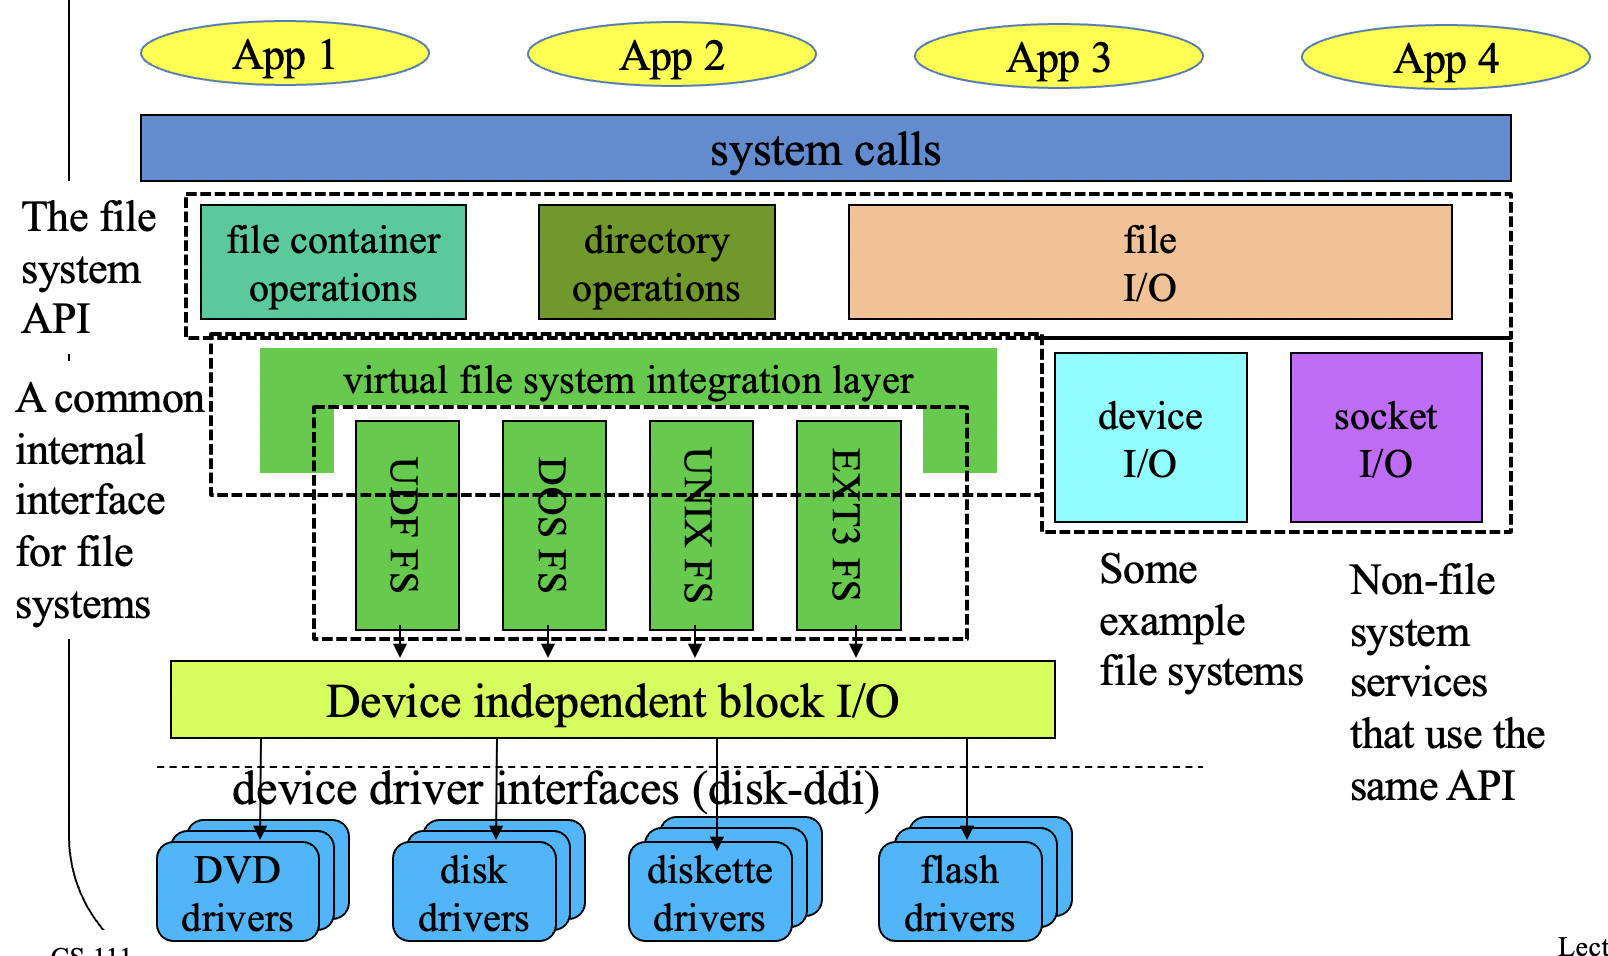 App 1
App 2
App 3
App 4
system calls
The file
system
API
file container
operations
directory
operations
file
I/O
A common
internal
interface
for file
systems
virtual file system integration layer
UDF FS
DOS FS
UNIX FS
EXT3 FS
device
I/O
socket
I/O
Some
example
file systems
Non-file
system
services
that use the
same API
Device independent block I/O
device driver interfaces (disk-ddi)
DVD
drivers
disk
drivers
diskette
drivers
flash
drivers
CS 111
Lect